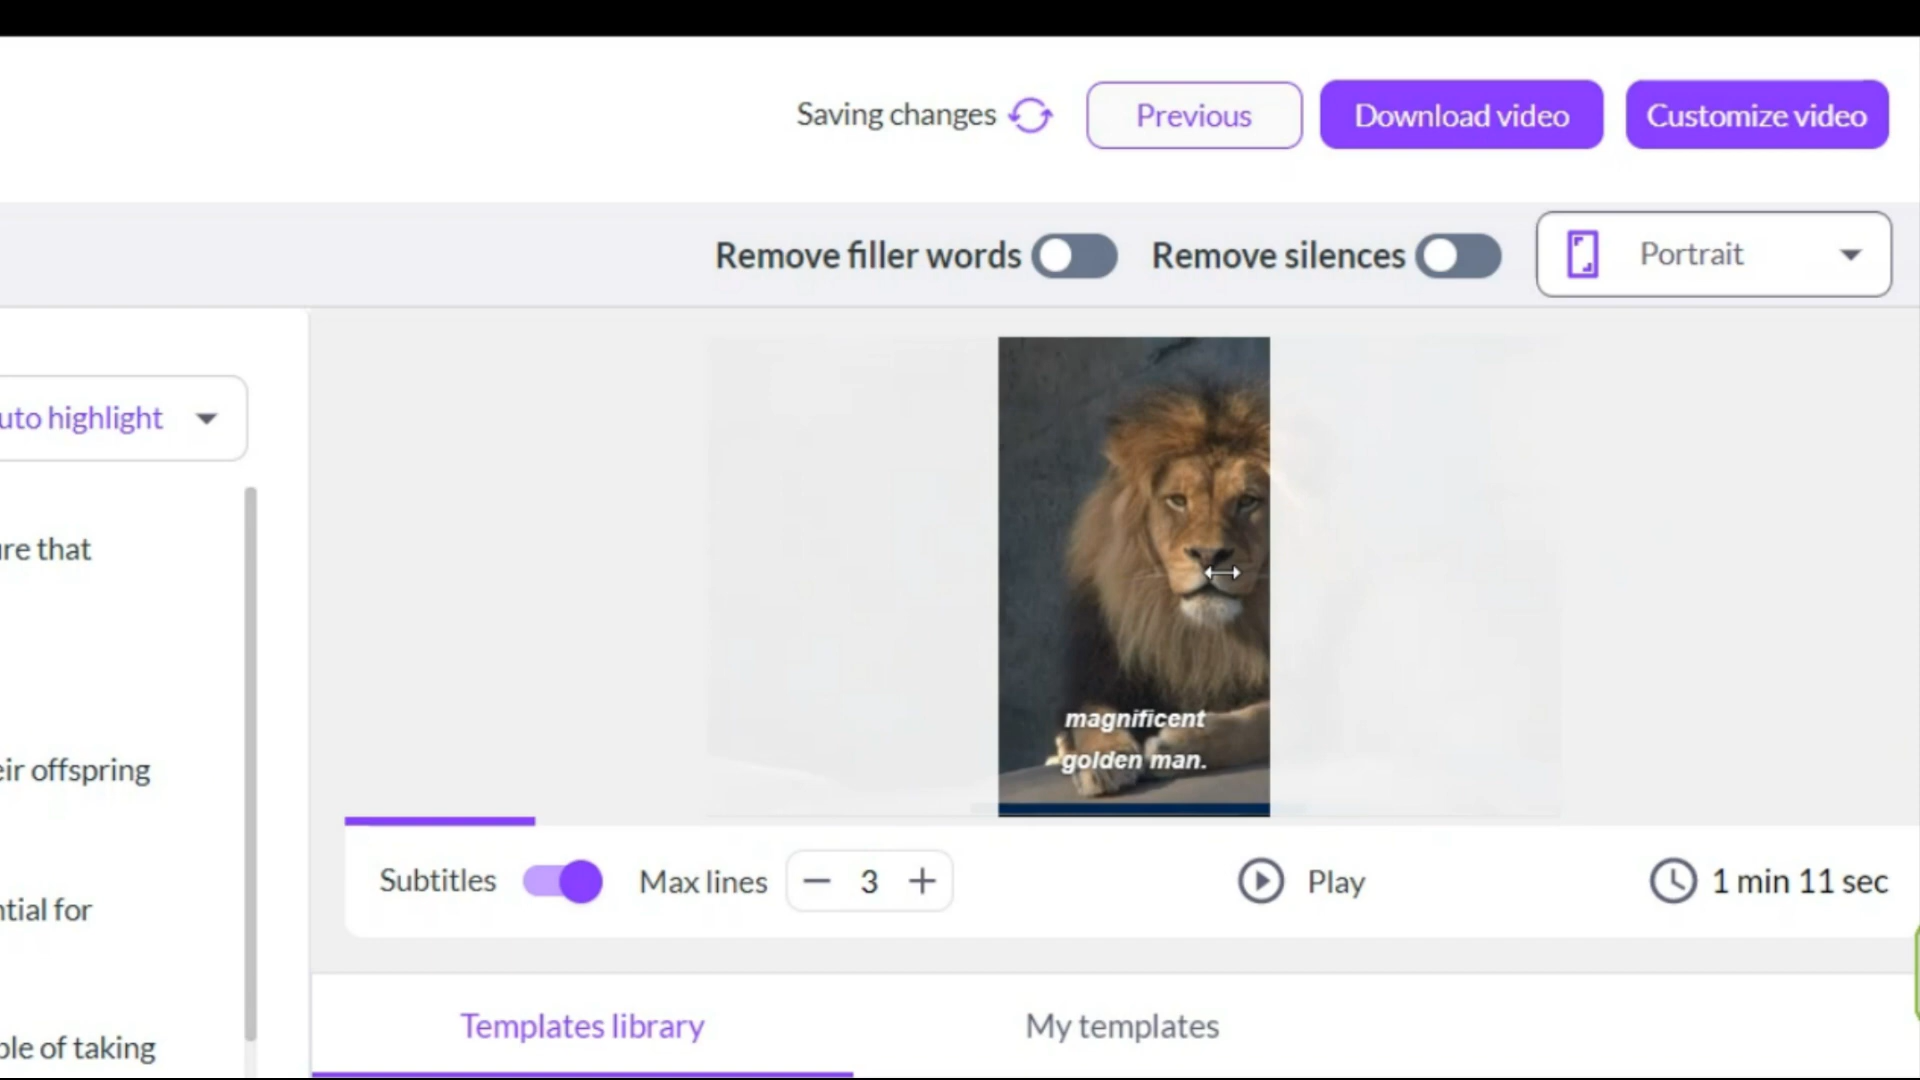 Saving changes
Previous
Download video
Customize video
Remove filler words
Remove silences
Portrait
uto highlight
re that
eir offspring
ntial for
ble of taking
magnificent
golden man.
Subtitles
Max lines
3
Play
1 min 11 sec
Templates library
My templates